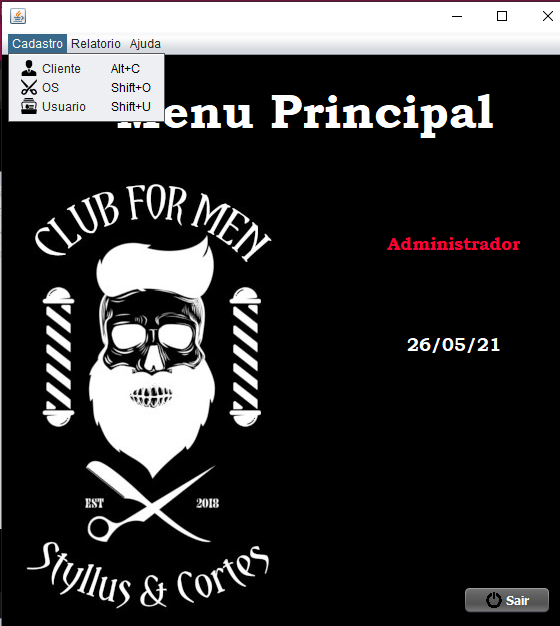 Cadastro Relatorio Ajuda
Cliente Alt+C
OS Shift+O
Usuario Shift+U
Menu Principal
CLUB FOR MEN
Administrador
26/05/21
EST 2018
Styllus & Cortes
Sair